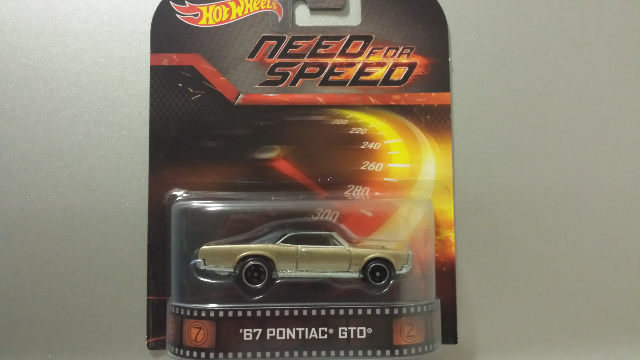 Hot Wheels
NEED FOR
SPEED
200
220
240
260
280
300
'67 PONTIAC® GTO®
7
2